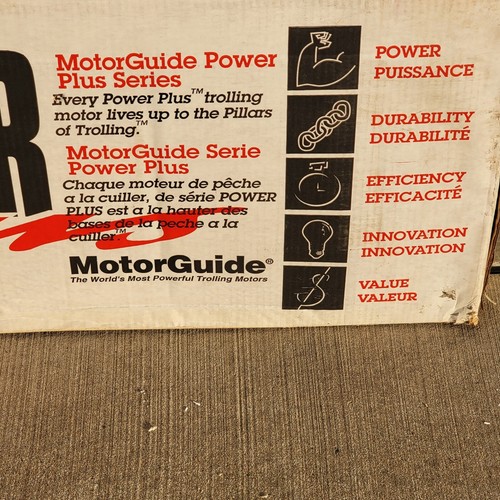 R
MotorGuide Power
Plus Series
Every Power Plus™ trolling
motor lives up to the Pillars
of Trolling.™
MotorGuide Serie
Power Plus
Chaque moteur de pêche
a la cuiller, de série POWER
PLUS est a la hauter des
bases de la peche a la
cuiller.™
MotorGuide®
The World's Most Powerful Trolling Motors
POWER
PUISSANCE
DURABILITY
DURABILITÉ
EFFICIENCY
EFFICACITÉ
INNOVATION
INNOVATION
VALUE
VALEUR